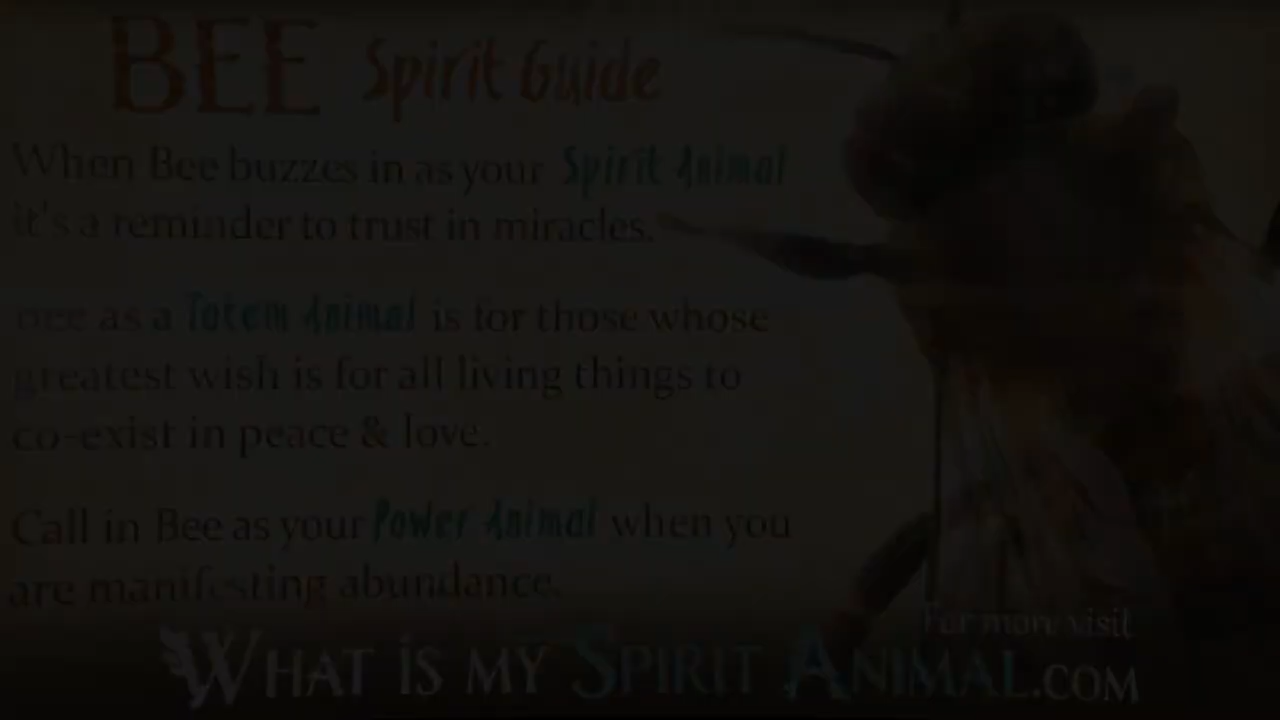 BEE Spirit Guide
When Bee buzzes in as your Spirit Animal
it's a reminder to trust in miracles.
Bee as a Totem Animal is for those whose
greatest wish is for all living things to
co-exist in peace & love.
Call in Bee as your Power Animal when you
are manifesting abundance.
For more visit
WHAT IS MY SPIRIT ANIMAL.COM